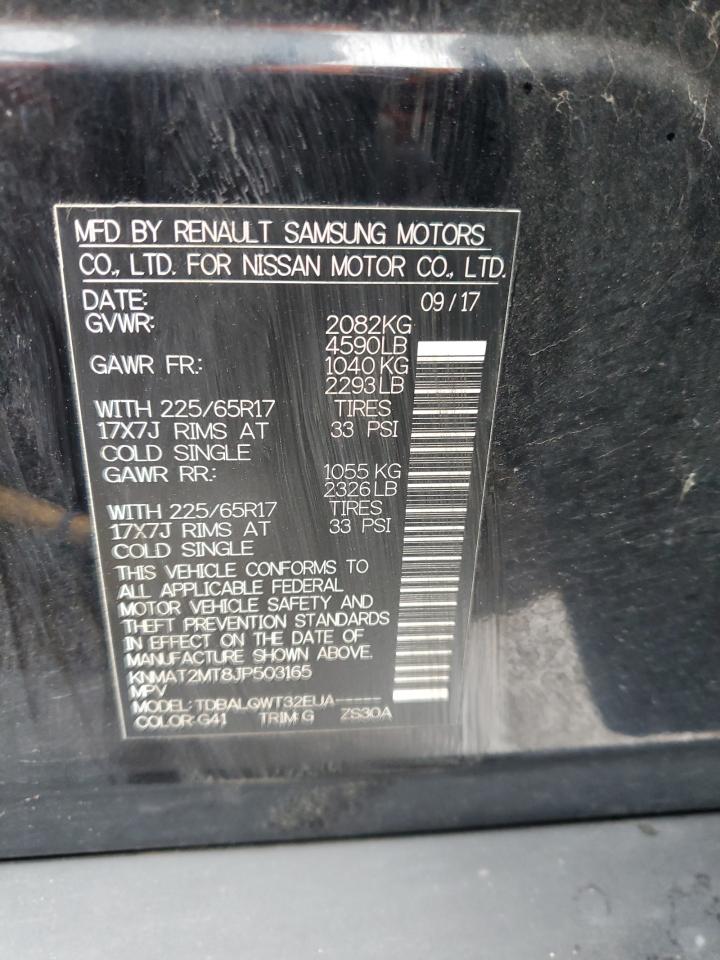 MFD BY RENAULT SAMSUNG MOTORS
CO., LTD. FOR NISSAN MOTOR CO., LTD.
DATE: 09/17
GVWR: 2082KG
4590LB
GAWR FR.: 1040 KG
2293 LB
WITH 225/65R17 TIRES
17X7J RIMS AT 33 PSI
COLD SINGLE
GAWR RR.: 1055 KG
2326 LB
WITH 225/65R17 TIRES
17X7J RIMS AT 33 PSI
COLD SINGLE
THIS VEHICLE CONFORMS TO
ALL APPLICABLE FEDERAL
MOTOR VEHICLE SAFETY AND
THEFT PREVENTION STANDARDS
IN EFFECT ON THE DATE OF
MANUFACTURE SHOWN ABOVE.
KNMAT2MT8JP503165
MPV
MODEL: TDBALQWT32EUA-----
COLOR: G41 TRIM: G ZS30A